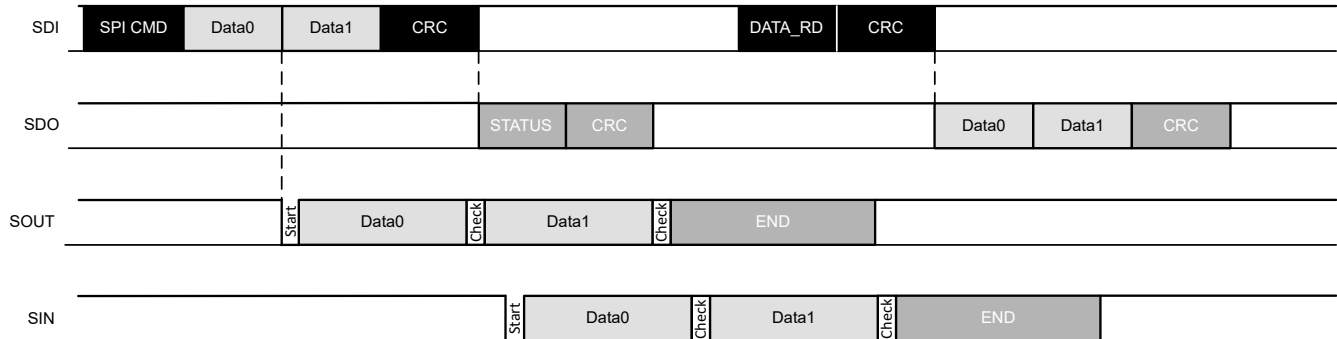 SDI SPI CMD Data0 Data1 CRC DATA_RD CRC
SDO STATUS CRC Data0 Data1 CRC
SOUT Start Data0 Check Data1 Check END
SIN Start Data0 Check Data1 Check END